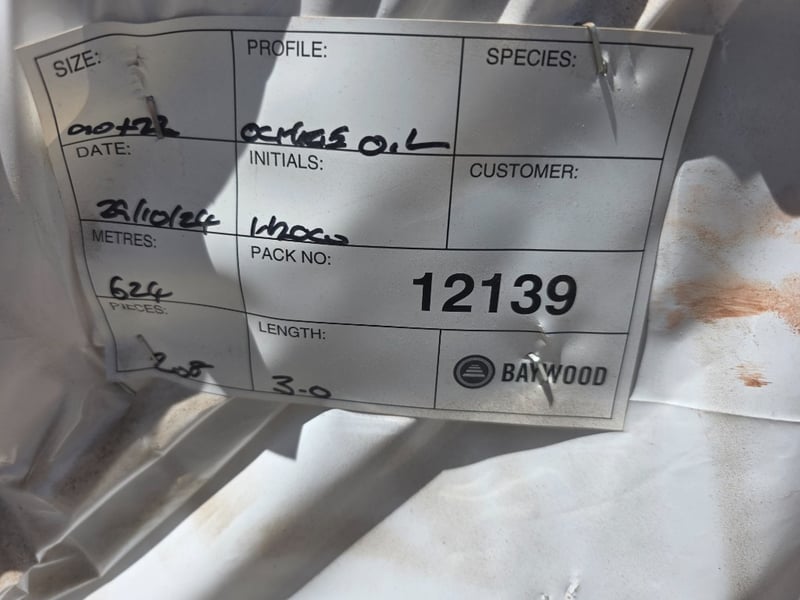 SIZE:
PROFILE:
SPECIES:
DATE:
INITIALS:
CUSTOMER:
29/10/24
METRES:
PACK NO:
12139
624
PIECES:
LENGTH:
208
3-0
BAYWOOD